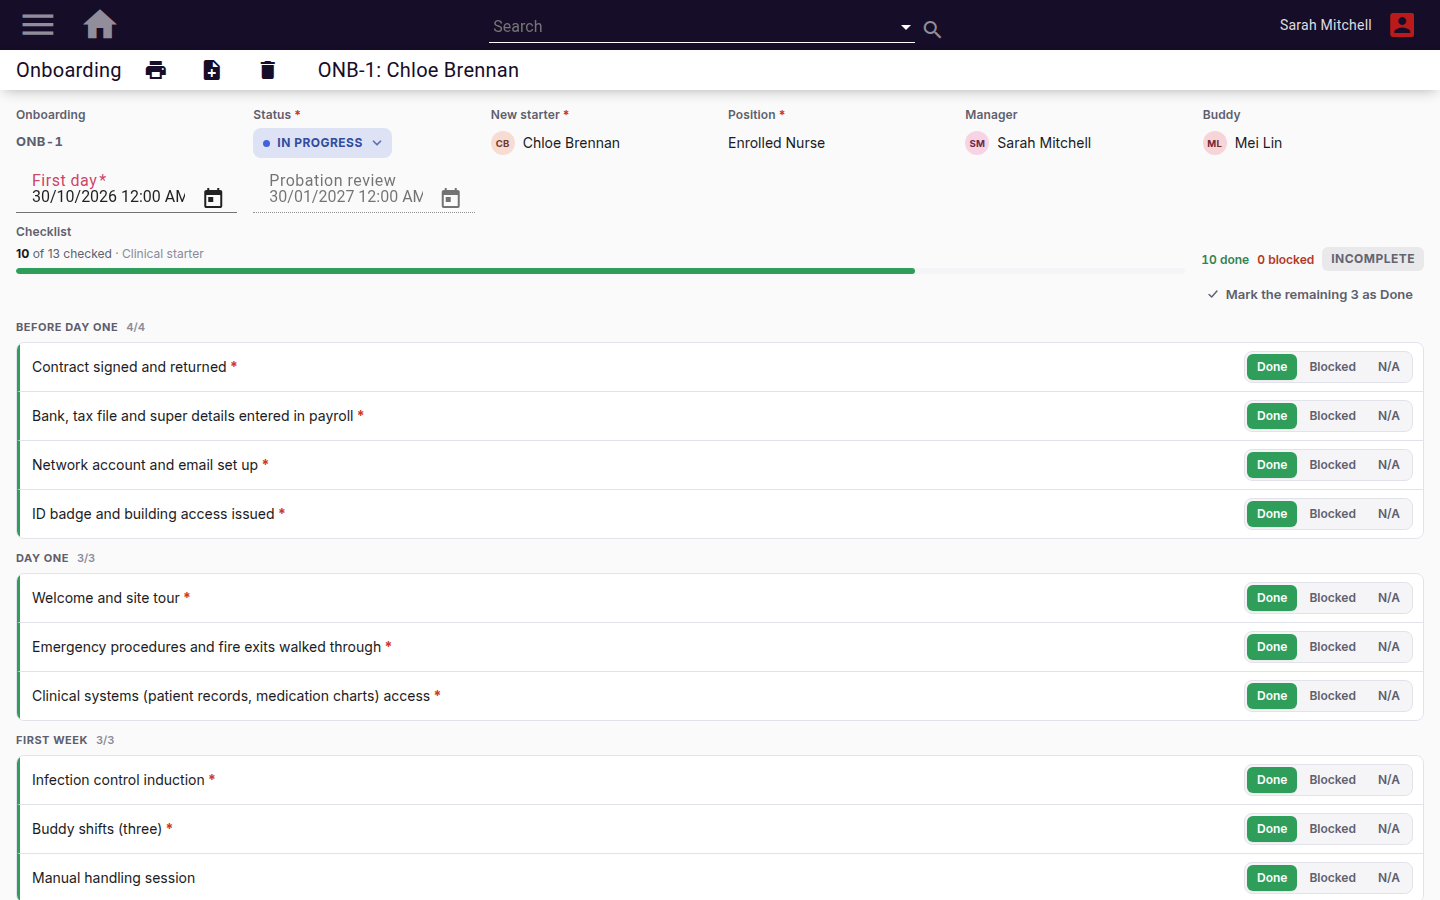 Search
Sarah Mitchell
Onboarding
ONB-1: Chloe Brennan
Onboarding
Status *
New starter *
Position *
Manager
Buddy
ONB-1
IN PROGRESS
CB Chloe Brennan
Enrolled Nurse
SM Sarah Mitchell
ML Mei Lin
First day*
30/10/2026 12:00 AM
Probation review
30/01/2027 12:00 AM
Checklist
10 of 13 checked · Clinical starter
10 done 0 blocked INCOMPLETE
Mark the remaining 3 as Done
BEFORE DAY ONE 4/4
Contract signed and returned * Done Blocked N/A
Bank, tax file and super details entered in payroll * Done Blocked N/A
Network account and email set up * Done Blocked N/A
ID badge and building access issued * Done Blocked N/A
DAY ONE 3/3
Welcome and site tour * Done Blocked N/A
Emergency procedures and fire exits walked through * Done Blocked N/A
Clinical systems (patient records, medication charts) access * Done Blocked N/A
FIRST WEEK 3/3
Infection control induction * Done Blocked N/A
Buddy shifts (three) * Done Blocked N/A
Manual handling session Done Blocked N/A